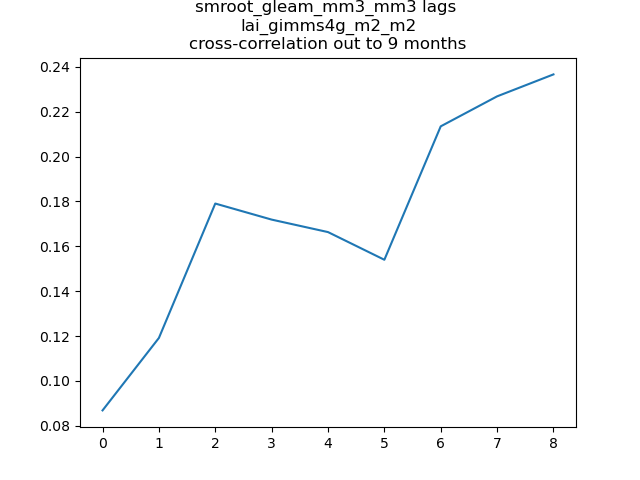 smroot_gleam_mm3_mm3 lags
lai_gimms4g_m2_m2
cross-correlation out to 9 months
0.24
0.22
0.20
0.18
0.16
0.14
0.12
0.10
0.08
0 1 2 3 4 5 6 7 8